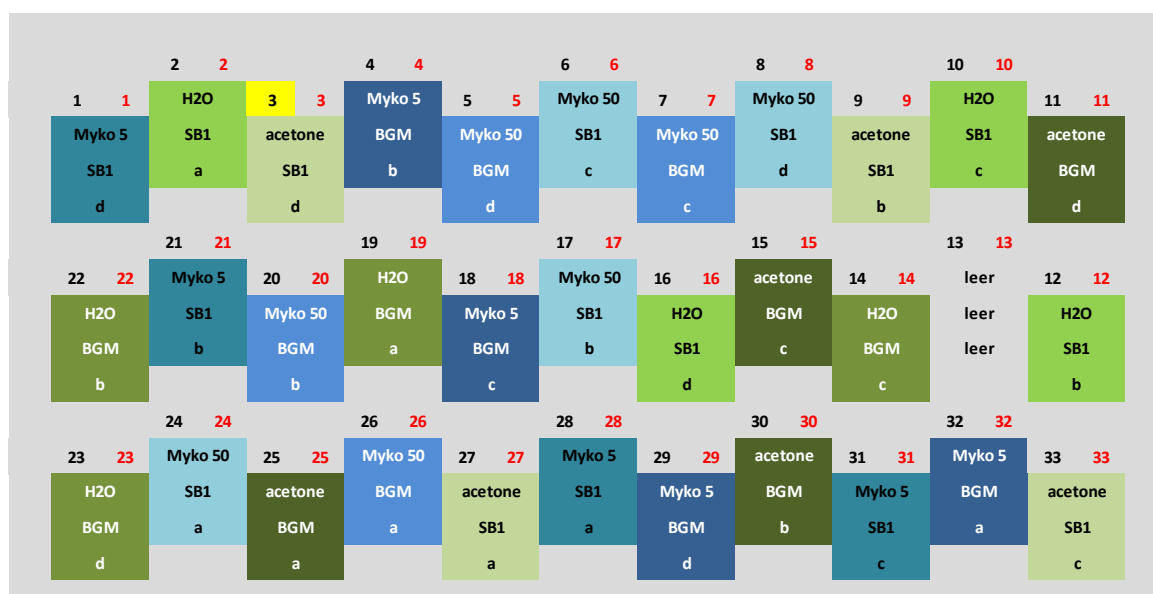 2 2 4 4 6 6 8 8 10 10
1 1 H2O 3 3 Myko 5 5 5 Myko 50 7 7 Myko 50 9 9 H2O 11 11
Myko 5 SB1 acetone BGM Myko 50 SB1 Myko 50 SB1 acetone SB1 acetone
SB1 a SB1 b BGM c BGM d SB1 c BGM
d d d c b d
21 21 19 19 17 17 15 15 13 13
22 22 Myko 5 20 20 H2O 18 18 Myko 50 16 16 acetone 14 14 leer 12 12
H2O SB1 Myko 50 BGM Myko 5 SB1 H2O BGM H2O leer H2O
BGM b BGM a BGM b SB1 c BGM leer SB1
b b c d c b
24 24 26 26 28 28 30 30 32 32
23 23 Myko 50 25 25 Myko 50 27 27 Myko 5 29 29 acetone 31 31 Myko 5 33 33
H2O SB1 acetone BGM acetone SB1 Myko 5 BGM Myko 5 BGM acetone
BGM a BGM a SB1 a BGM b SB1 a SB1
d a a d c c